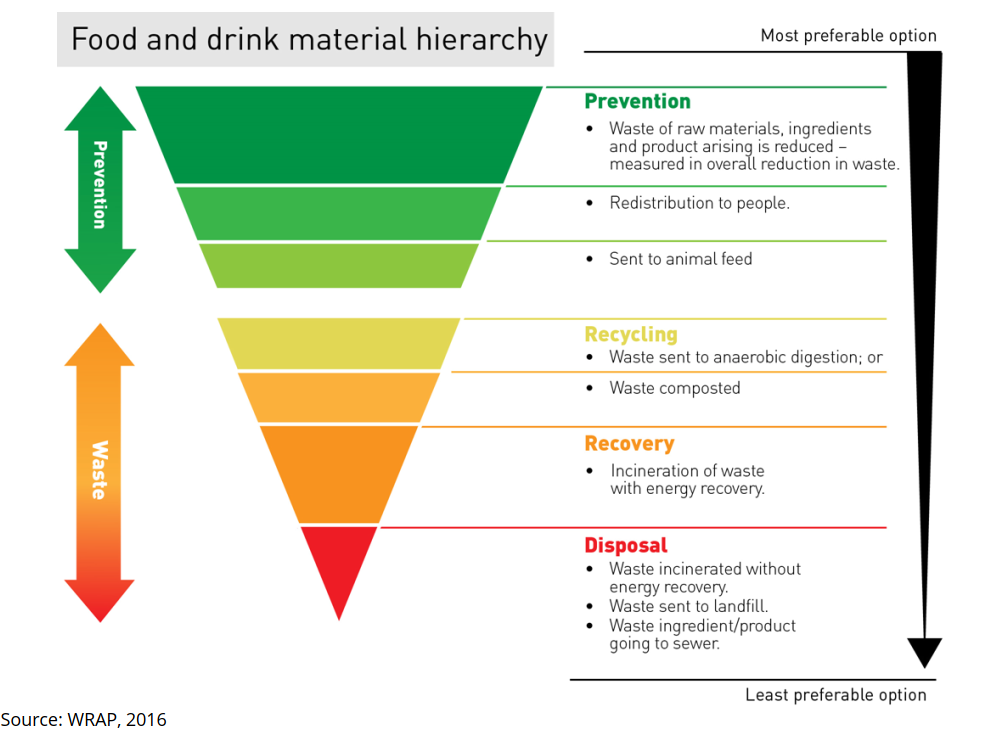 Food and drink material hierarchy
Most preferable option
Prevention
Prevention
• Waste of raw materials, ingredients
and product arising is reduced –
measured in overall reduction in waste.
• Redistribution to people.
• Sent to animal feed
Waste
Recycling
• Waste sent to anaerobic digestion; or
• Waste composted
Recovery
• Incineration of waste
with energy recovery.
Disposal
• Waste incinerated without
energy recovery.
• Waste sent to landfill.
• Waste ingredient/product
going to sewer.
Least preferable option
Source: WRAP, 2016